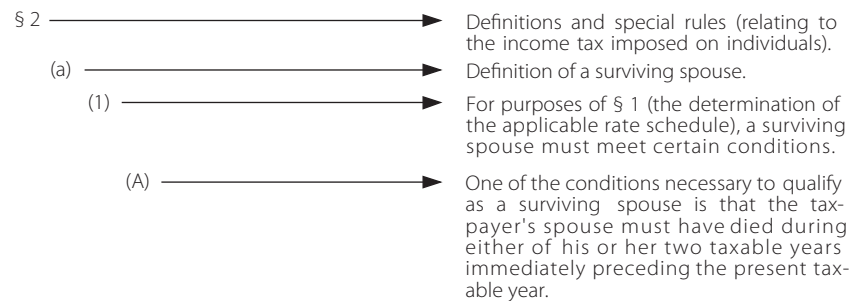 § 2 Definitions and special rules (relating to
the income tax imposed on individuals).
(a) Definition of a surviving spouse.
(1) For purposes of § 1 (the determination of
the applicable rate schedule), a surviving
spouse must meet certain conditions.
(A) One of the conditions necessary to qualify
as a surviving spouse is that the tax-
payer's spouse must have died during
either of his or her two taxable years
immediately preceding the present tax-
able year.